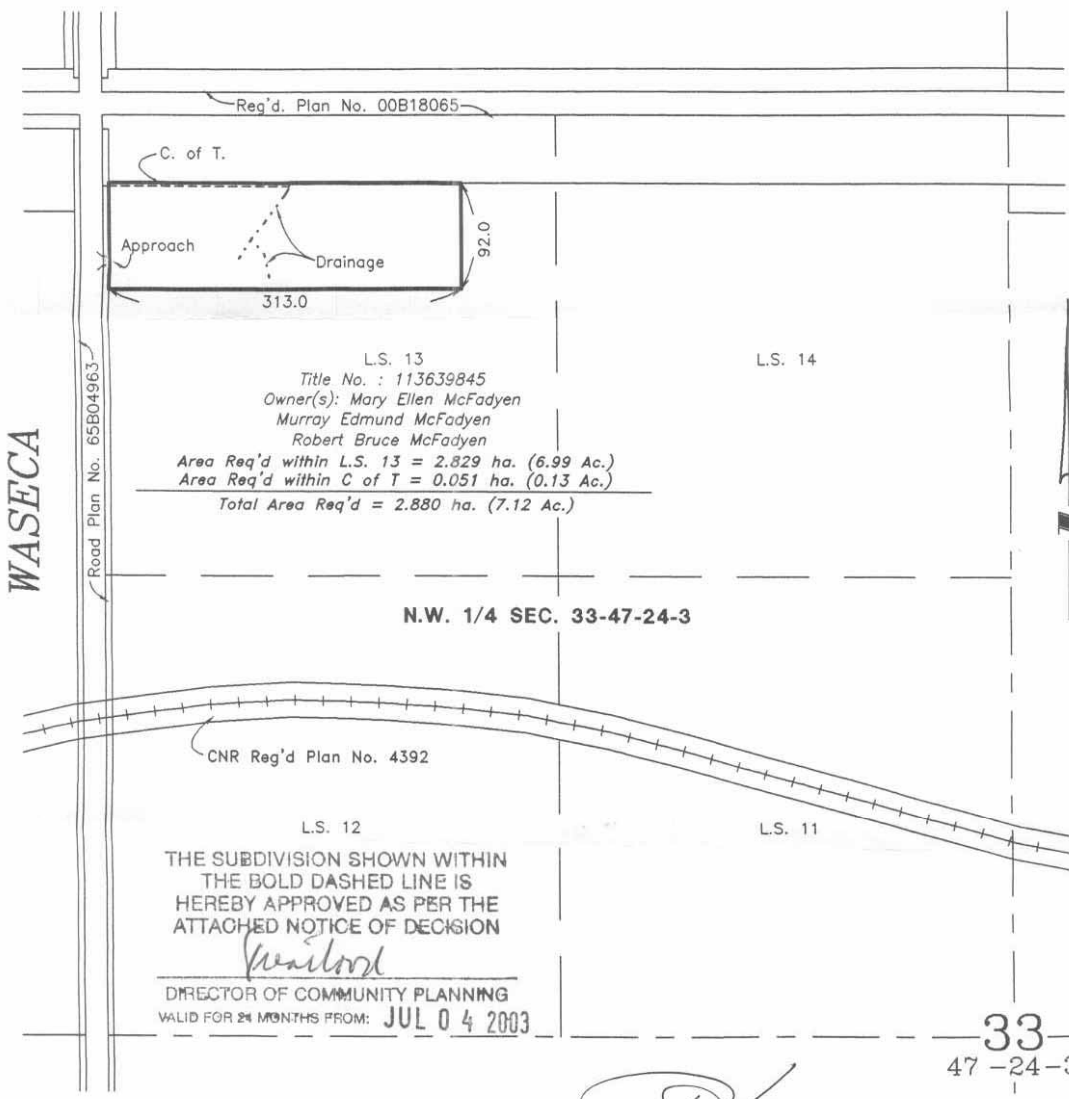 Reg'd. Plan No. 00B18065
C. of T.
Approach
Drainage
92.0
313.0
WASECA
Road Plan No. 65B04963
L.S. 13
Title No. : 113639845
Owner(s): Mary Ellen McFadyen
Murray Edmund McFadyen
Robert Bruce McFadyen
Area Req'd within L.S. 13 = 2.829 ha. (6.99 Ac.)
Area Req'd within C of T = 0.051 ha. (0.13 Ac.)
Total Area Req'd = 2.880 ha. (7.12 Ac.)
L.S. 14
N.W. 1/4 SEC. 33-47-24-3
CNR Reg'd Plan No. 4392
L.S. 12
L.S. 11
THE SUBDIVISION SHOWN WITHIN
THE BOLD DASHED LINE IS
HEREBY APPROVED AS PER THE
ATTACHED NOTICE OF DECISION
DIRECTOR OF COMMUNITY PLANNING
VALID FOR 24 MONTHS FROM: JUL 04 2003
33
47-24-3